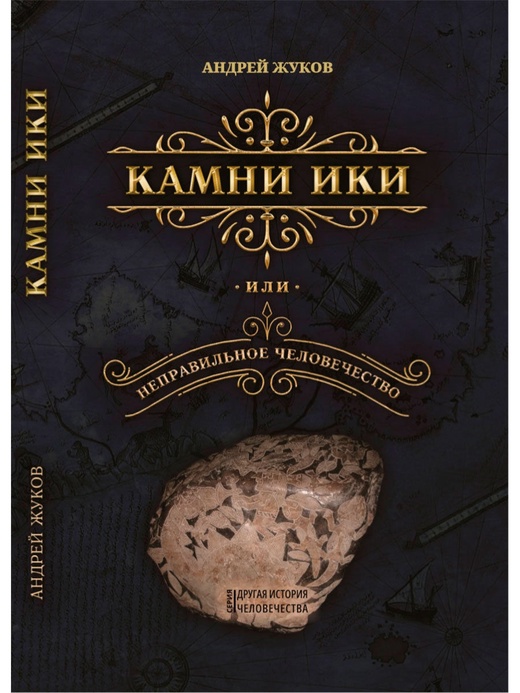 АНДРЕЙ ЖУКОВ
КАМНИ ИКИ
· ИЛИ ·
НЕПРАВИЛЬНОЕ ЧЕЛОВЕЧЕСТВО
СЕРИЯ
ДРУГАЯ ИСТОРИЯ
ЧЕЛОВЕЧЕСТВА
КАМНИ ИКИ
АНДРЕЙ ЖУКОВ